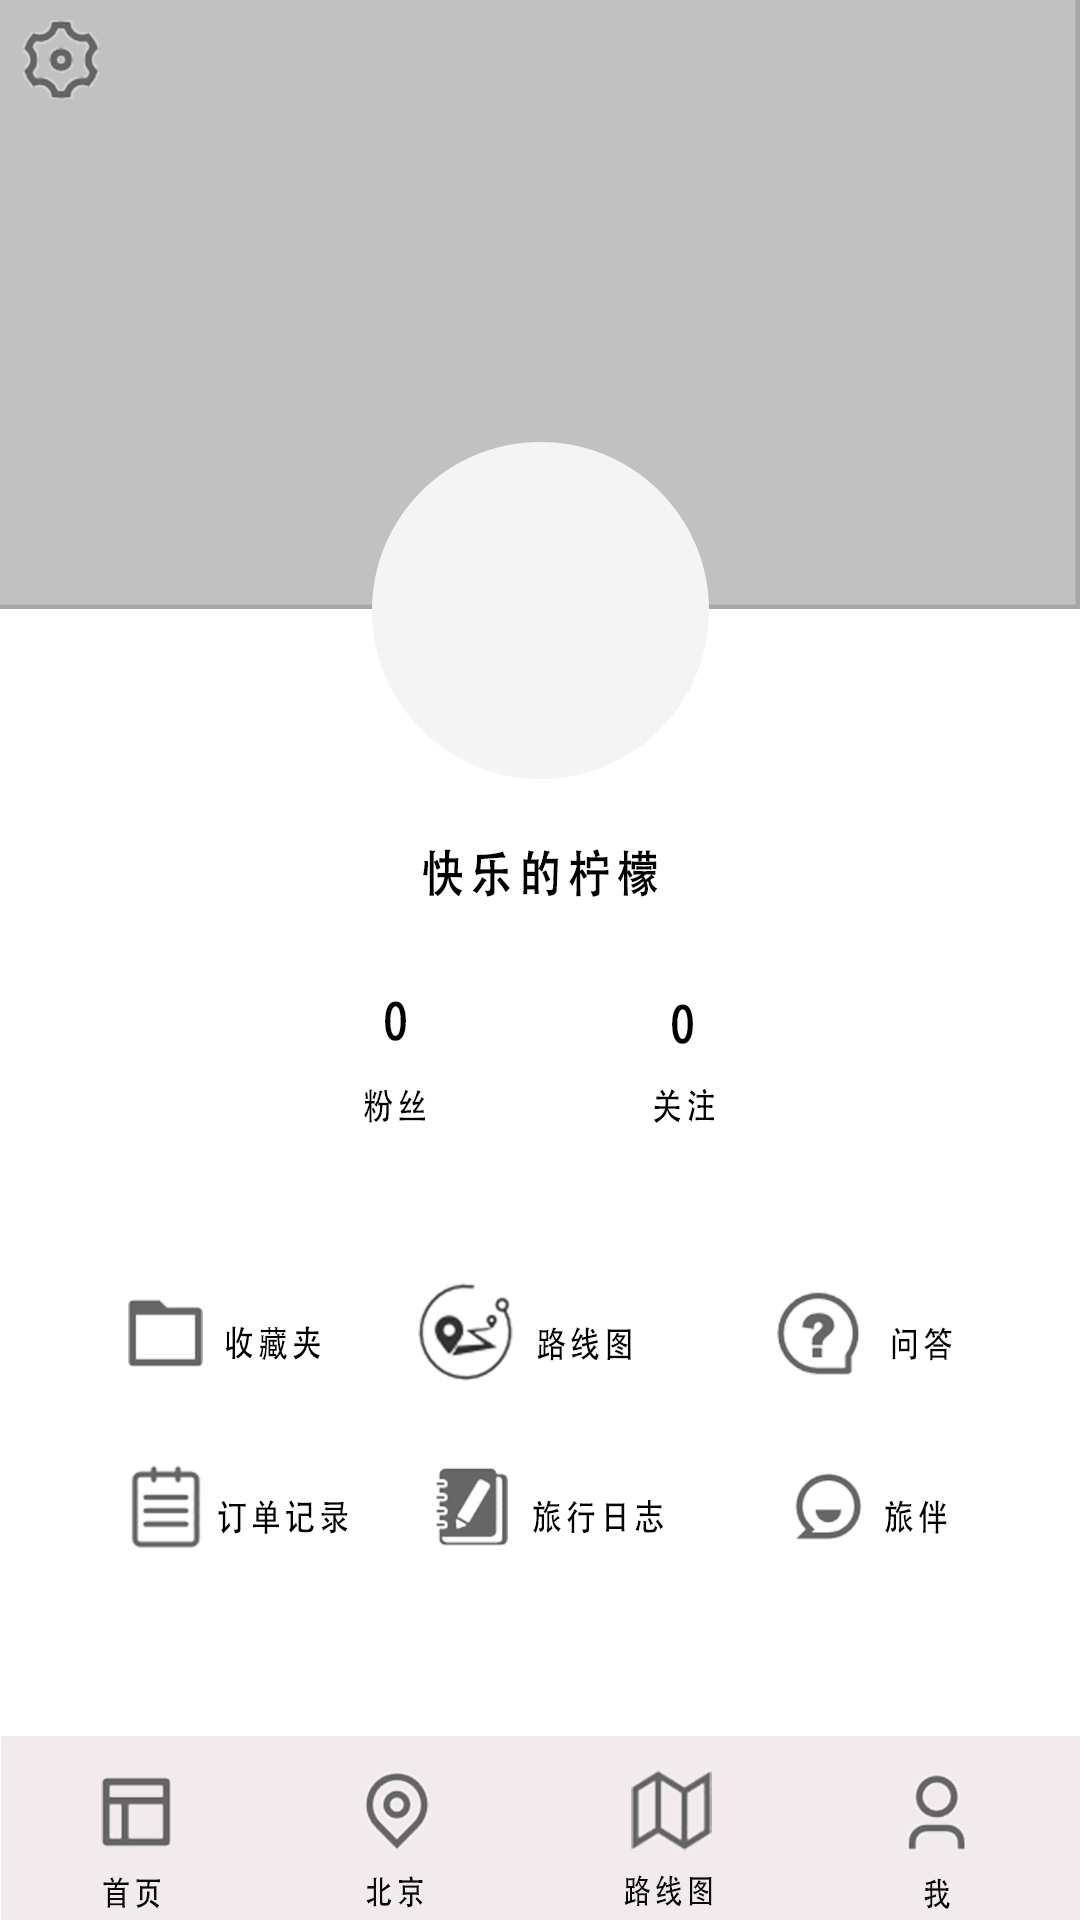 快乐的柠檬
0 0
粉丝 关注
收藏夹 路线图 问答
订单记录 旅行日志 旅伴
首页 北京 路线图 我